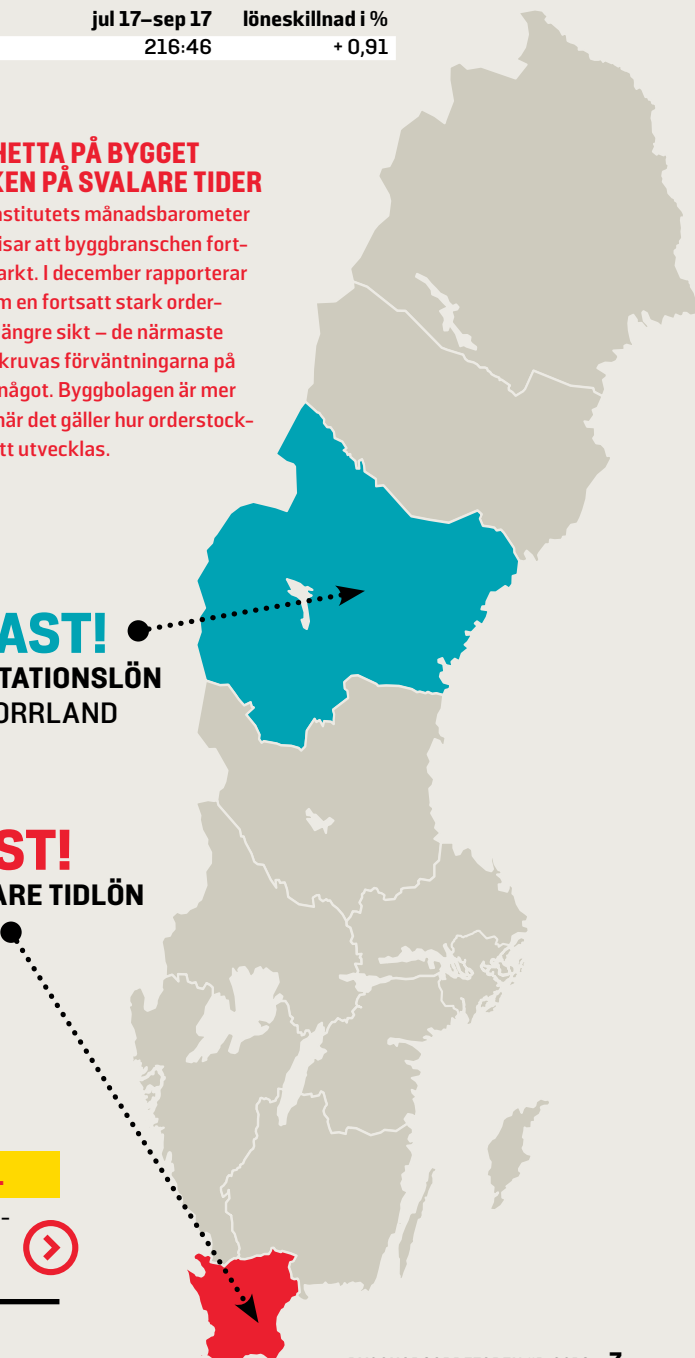 jul 17–sep 17 löneskillnad i %
216:46 + 0,91
HETTA PÅ BYGGET
KEN PÅ SVALARE TIDER
nstitutets månadsbarometer
isar att byggbranschen fort-
arkt. I december rapporterar
m en fortsatt stark order-
ängre sikt – de närmaste
kruvas förväntningarna på
något. Byggbolagen är mer
när det gäller hur orderstock-
tt utvecklas.
AST!
TATIONSLÖN
ORRLAND
ST!
ARE TIDLÖN